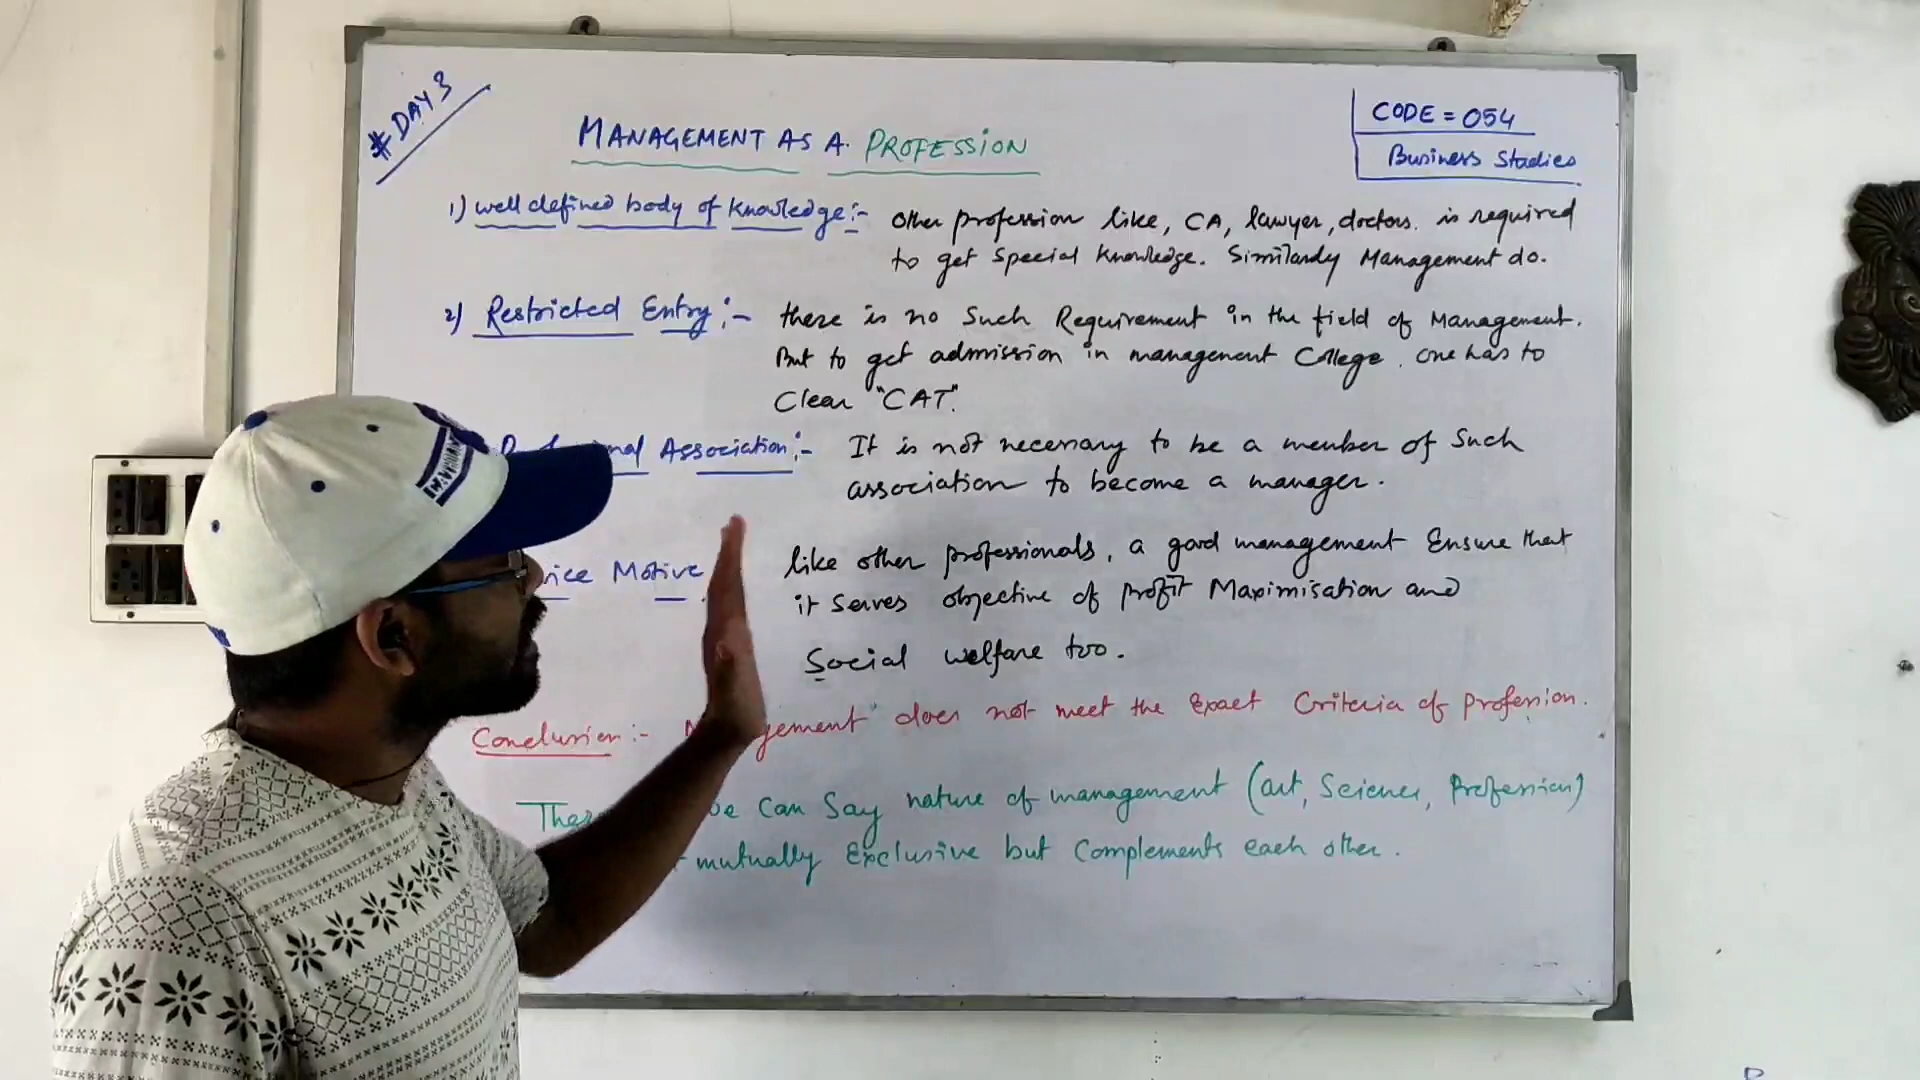 #DAY 3
MANAGEMENT AS A. PROFESSION
CODE = 054
Business Studies
1) well defined body of knowledge :- other profession like, CA, lawyer, doctors. is required
to get special knowledge. Similarly Management do.
2) Restricted Entry :- there is no Such Requirement in the field of Management.
But to get admission in management College. one has to
Clear "CAT".
Association :- It is not necessary to be a member of Such
association to become a manager.
Motive like other professionals, a good management Ensure that
it serves objective of profit Maximisation and
Social welfare too.
Conclusion :- does not meet the Exact Criteria of profession.
Can Say nature of management (art, Science, Profession)
mutually Exclusive but Complements each other.